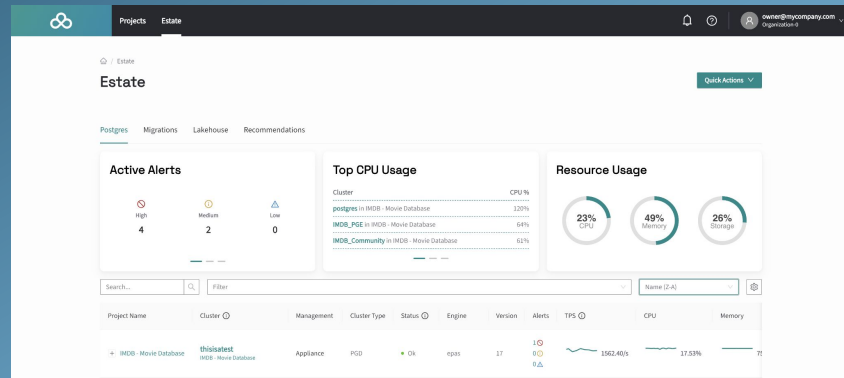 Projects Estate
owner@mycompany.com
Organization-0
/ Estate
Estate
Quick Actions
Postgres Migrations Lakehouse Recommendations
Active Alerts
High Medium Low
4 2 0
Top CPU Usage
Cluster CPU %
postgres in IMDB - Movie Database 120%
IMDB_PGE in IMDB - Movie Database 64%
IMDB_Community in IMDB - Movie Database 61%
Resource Usage
23% CPU
49% Memory
26% Storage
Search... Filter Name (Z-A)
Project Name Cluster Management Cluster Type Status Engine Version Alerts TPS CPU Memory
IMDB - Movie Database thisisatest Appliance PGD Ok epas 17 1 1562.40/s 17.53%
IMDB - Movie Database 0
0